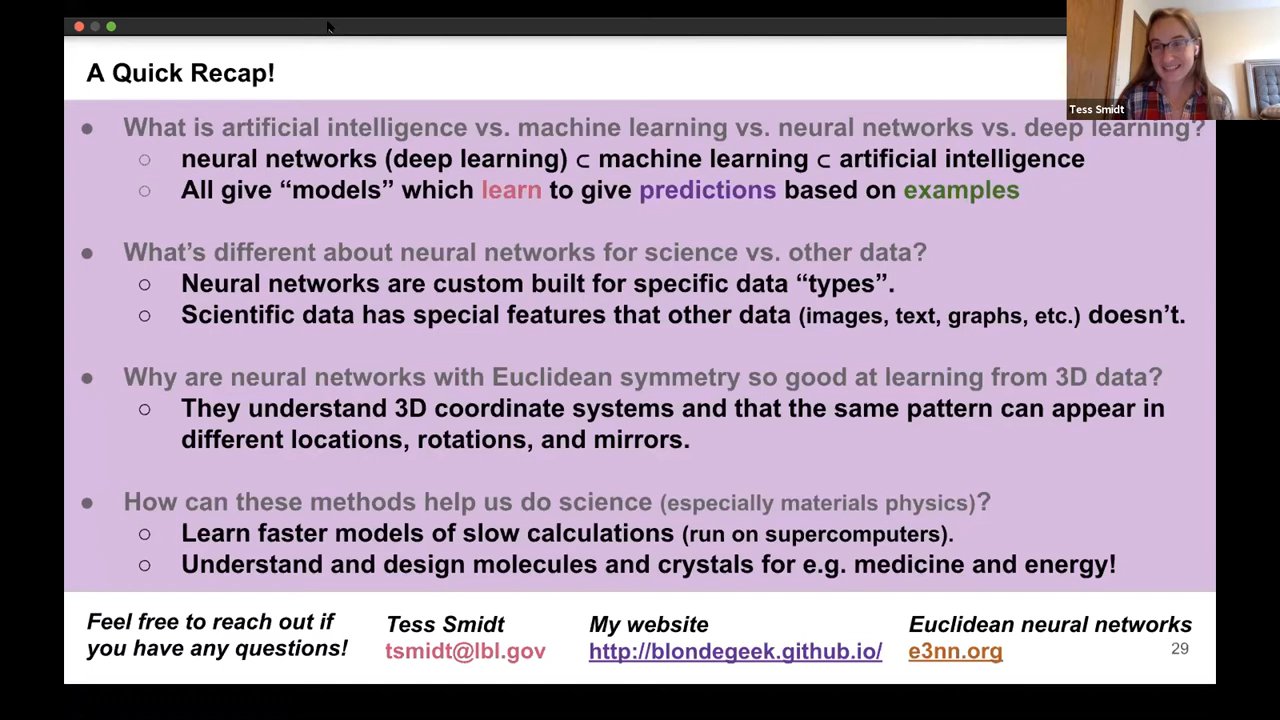 A Quick Recap!
Tess Smidt
● What is artificial intelligence vs. machine learning vs. neural networks vs. deep learning?
○ neural networks (deep learning) ⊂ machine learning ⊂ artificial intelligence
○ All give “models” which learn to give predictions based on examples
● What’s different about neural networks for science vs. other data?
○ Neural networks are custom built for specific data “types”.
○ Scientific data has special features that other data (images, text, graphs, etc.) doesn’t.
● Why are neural networks with Euclidean symmetry so good at learning from 3D data?
○ They understand 3D coordinate systems and that the same pattern can appear in
different locations, rotations, and mirrors.
● How can these methods help us do science (especially materials physics)?
○ Learn faster models of slow calculations (run on supercomputers).
○ Understand and design molecules and crystals for e.g. medicine and energy!
Feel free to reach out if
you have any questions!
Tess Smidt
tsmidt@lbl.gov
My website
http://blondegeek.github.io/
Euclidean neural networks
e3nn.org
29